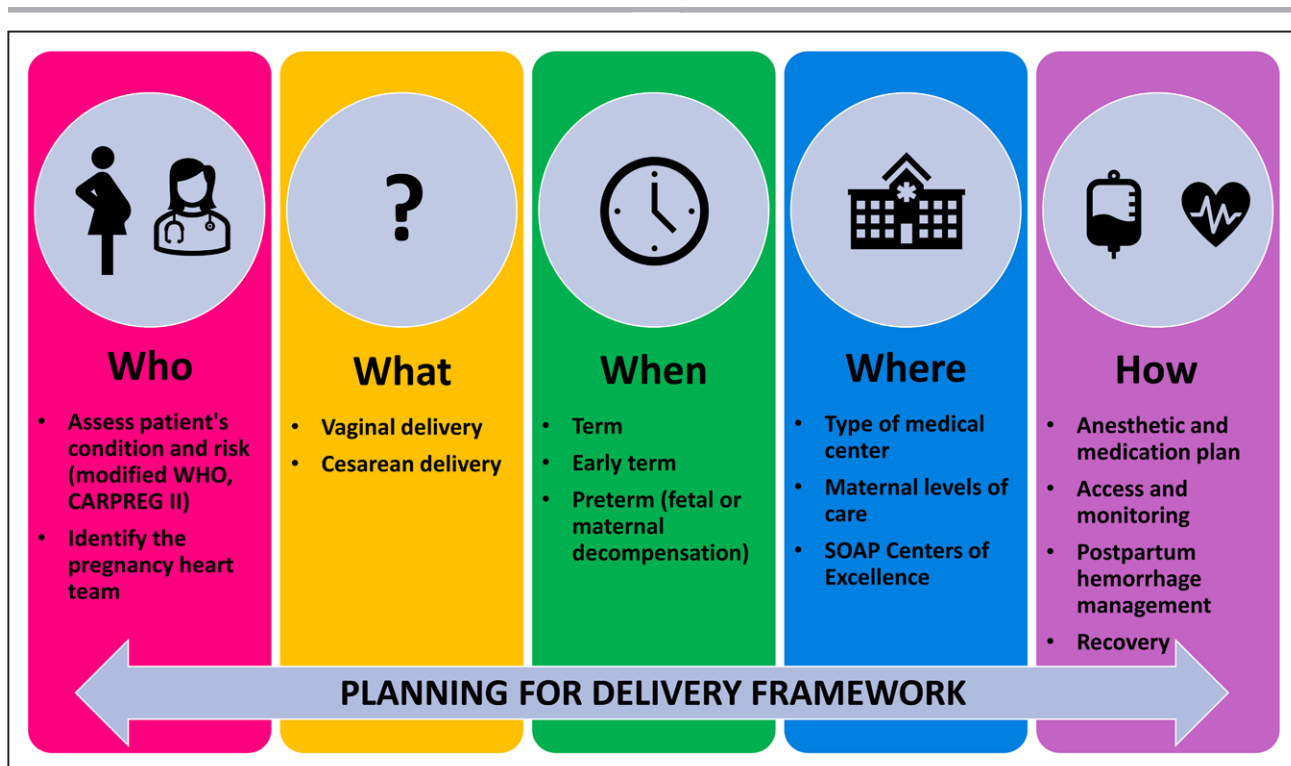 ?
Who
• Assess patient's
condition and risk
(modified WHO,
CARPREG II)
• Identify the
pregnancy heart
team
What
• Vaginal delivery
• Cesarean delivery
When
• Term
• Early term
• Preterm (fetal or
maternal
decompensation)
Where
• Type of medical
center
• Maternal levels of
care
• SOAP Centers of
Excellence
How
• Anesthetic and
medication plan
• Access and
monitoring
• Postpartum
hemorrhage
management
• Recovery
PLANNING FOR DELIVERY FRAMEWORK